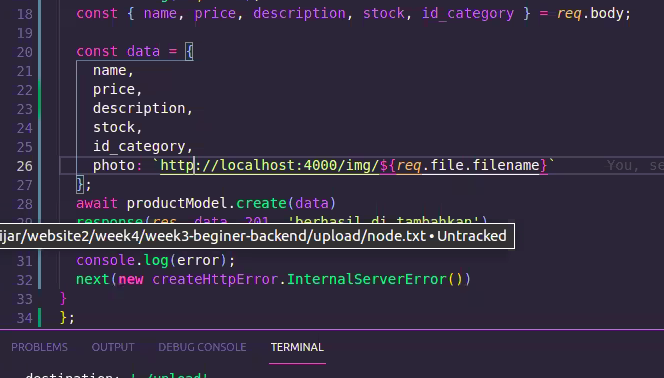 18 const { name, price, description, stock, id_category } = req.body;
19
20 const data = {
21 name,
22 price,
23 description,
24 stock,
25 id_category,
26 photo: `http://localhost:4000/img/${req.file.filename}` You, se
27 };
28 await productModel.create(data)
response(res, data, 201, 'berhasil di tambahkan')
ijar/website2/week4/week3-beginer-backend/upload/node.txt • Untracked
31 console.log(error);
32 next(new createHttpError.InternalServerError())
33 }
34 };
PROBLEMS OUTPUT DEBUG CONSOLE TERMINAL
destination: './upload'